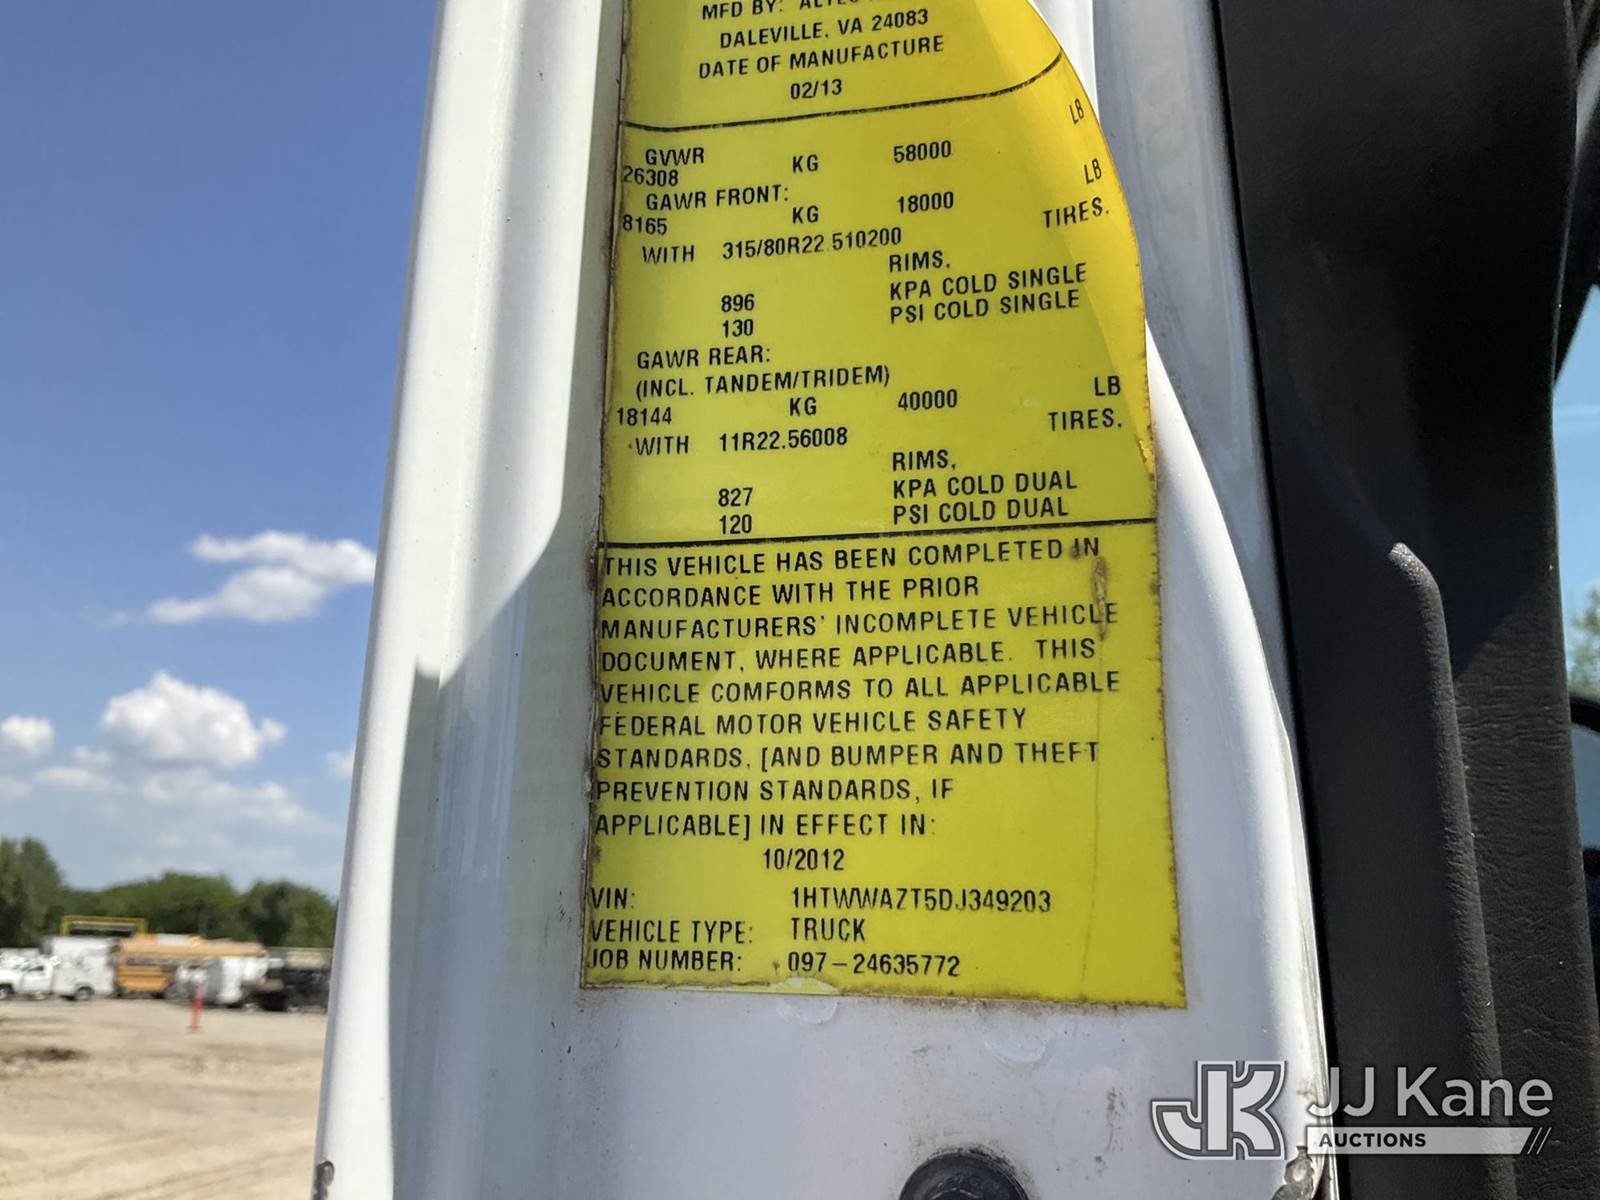 MFD BY:
DALEVILLE, VA 24083
DATE OF MANUFACTURE
02/13
LB
GVWR
26308 KG 58000 LB
GAWR FRONT:
8165 KG 18000 TIRES.
WITH 315/80R22.510200
RIMS.
896 KPA COLD SINGLE
130 PSI COLD SINGLE
GAWR REAR:
(INCL. TANDEM/TRIDEM)
18144 KG 40000 LB
WITH 11R22.56008 TIRES,
RIMS,
827 KPA COLD DUAL
120 PSI COLD DUAL
THIS VEHICLE HAS BEEN COMPLETED IN
ACCORDANCE WITH THE PRIOR
MANUFACTURERS' INCOMPLETE VEHICLE
DOCUMENT, WHERE APPLICABLE. THIS
VEHICLE COMFORMS TO ALL APPLICABLE
FEDERAL MOTOR VEHICLE SAFETY
STANDARDS, [AND BUMPER AND THEFT
PREVENTION STANDARDS, IF
APPLICABLE] IN EFFECT IN:
10/2012
VIN: 1HTWWAZT5DJ349203
VEHICLE TYPE: TRUCK
JOB NUMBER: 097-24635772
JK JJ Kane
AUCTIONS